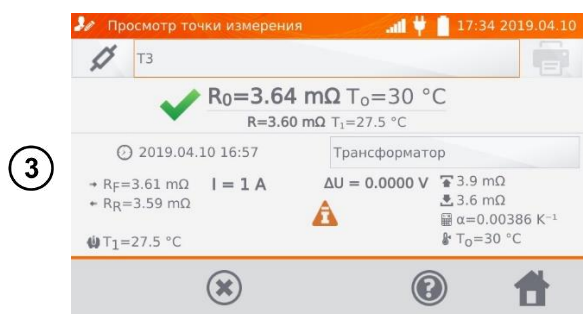 Просмотр точки измерения 17:34 2019.04.10
T3
R₀=3.64 mΩ Tₒ=30 °C
R=3.60 mΩ T₁=27.5 °C
3
2019.04.10 16:57 Трансформатор
R_F=3.61 mΩ I = 1 A ΔU = 0.0000 V 3.9 mΩ
R_R=3.59 mΩ 3.6 mΩ
α=0.00386 K⁻¹
T₁=27.5 °C T₀=30 °C